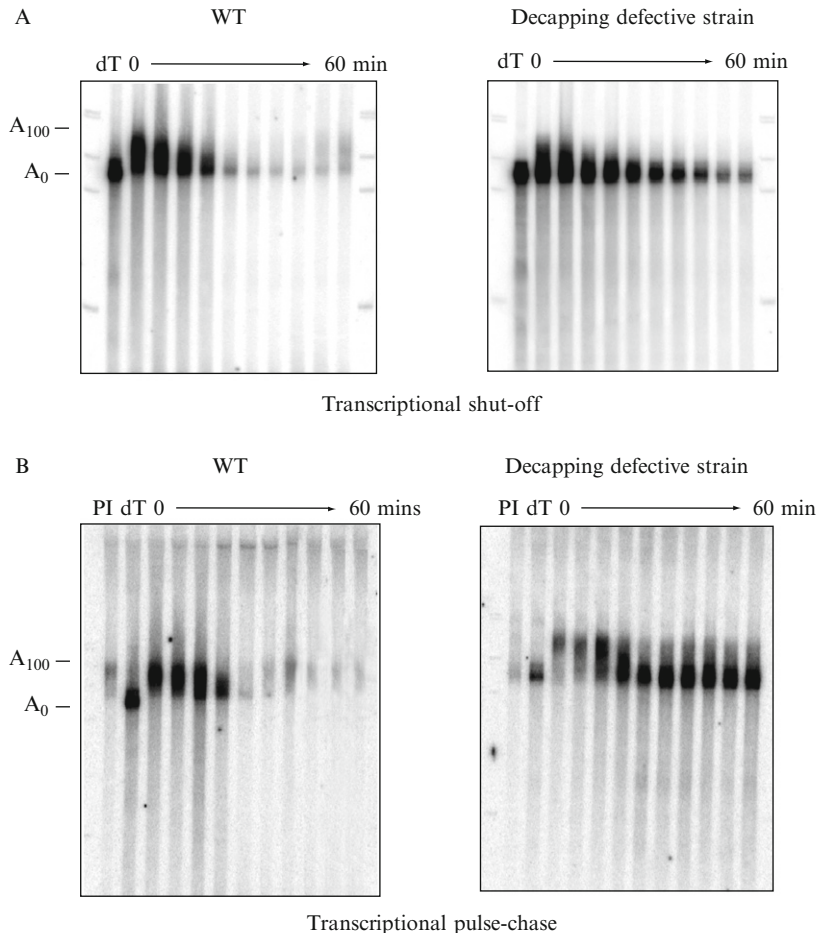 A
WT
Decapping defective strain
dT 0 60 min
dT 0 60 min
A100
A0
Transcriptional shut-off
B
WT
Decapping defective strain
PI dT 0 60 mins
PI dT 0 60 min
A100
A0
Transcriptional pulse-chase